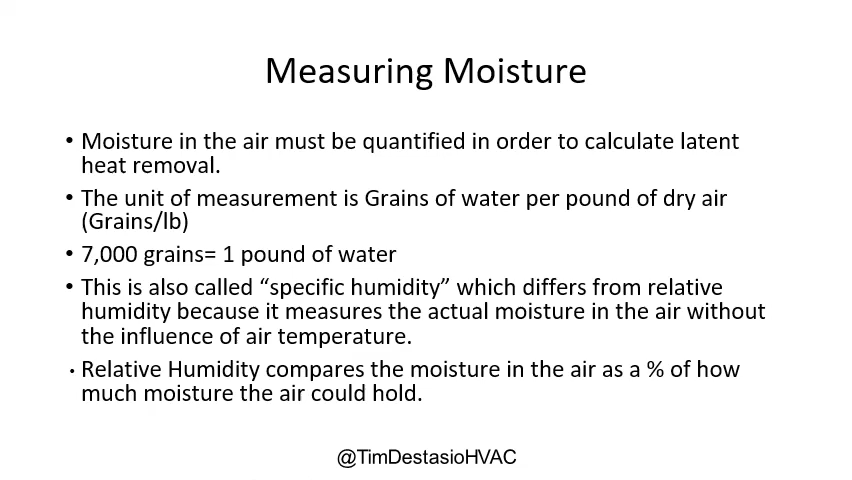 Measuring Moisture
• Moisture in the air must be quantified in order to calculate latent
heat removal.
• The unit of measurement is Grains of water per pound of dry air
(Grains/lb)
• 7,000 grains= 1 pound of water
• This is also called “specific humidity” which differs from relative
humidity because it measures the actual moisture in the air without
the influence of air temperature.
• Relative Humidity compares the moisture in the air as a % of how
much moisture the air could hold.
@TimDestasioHVAC